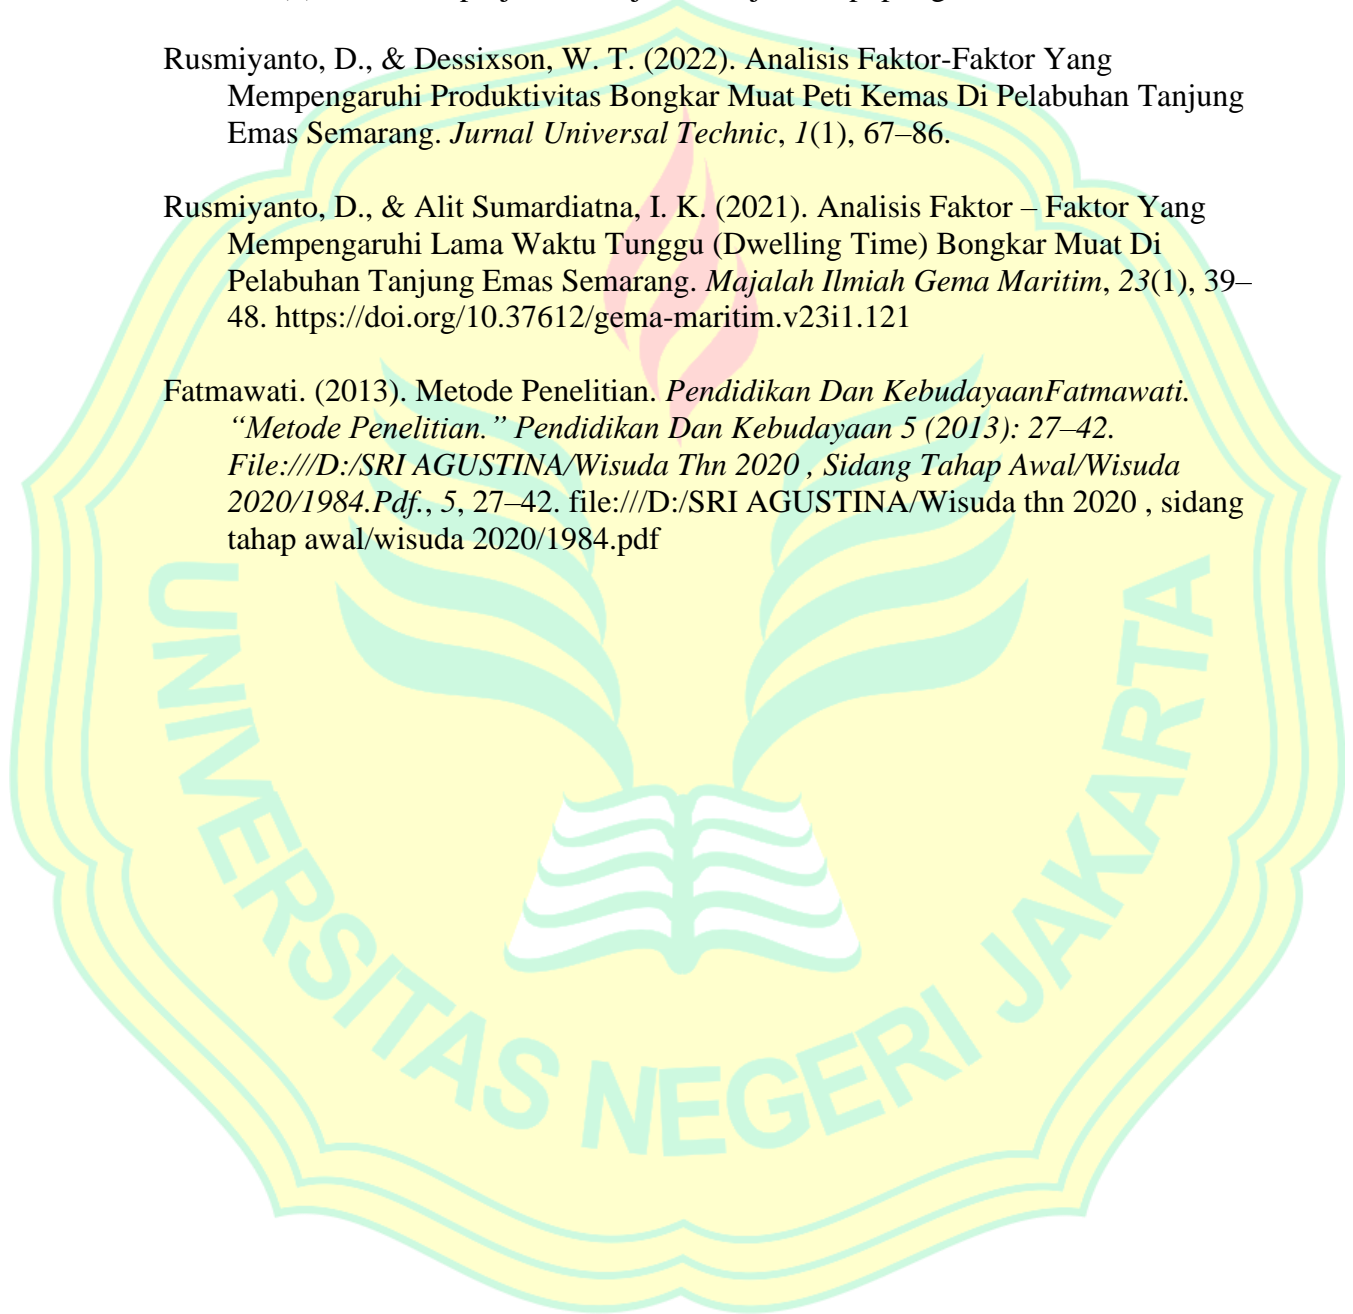 Rusmiyanto, D., & Dessixson, W. T. (2022). Analisis Faktor-Faktor Yang
Mempengaruhi Produktivitas Bongkar Muat Peti Kemas Di Pelabuhan Tanjung
Emas Semarang. Jurnal Universal Technic, 1(1), 67–86.
Rusmiyanto, D., & Alit Sumardiatna, I. K. (2021). Analisis Faktor – Faktor Yang
Mempengaruhi Lama Waktu Tunggu (Dwelling Time) Bongkar Muat Di
Pelabuhan Tanjung Emas Semarang. Majalah Ilmiah Gema Maritim, 23(1), 39–
48. https://doi.org/10.37612/gema-maritim.v23i1.121
Fatmawati. (2013). Metode Penelitian. Pendidikan Dan KebudayaanFatmawati.
“Metode Penelitian.” Pendidikan Dan Kebudayaan 5 (2013): 27–42.
File:///D:/SRI AGUSTINA/Wisuda Thn 2020 , Sidang Tahap Awal/Wisuda
2020/1984.Pdf., 5, 27–42. file:///D:/SRI AGUSTINA/Wisuda thn 2020 , sidang
tahap awal/wisuda 2020/1984.pdf
UNIVERSITAS NEGERI JAKARTA